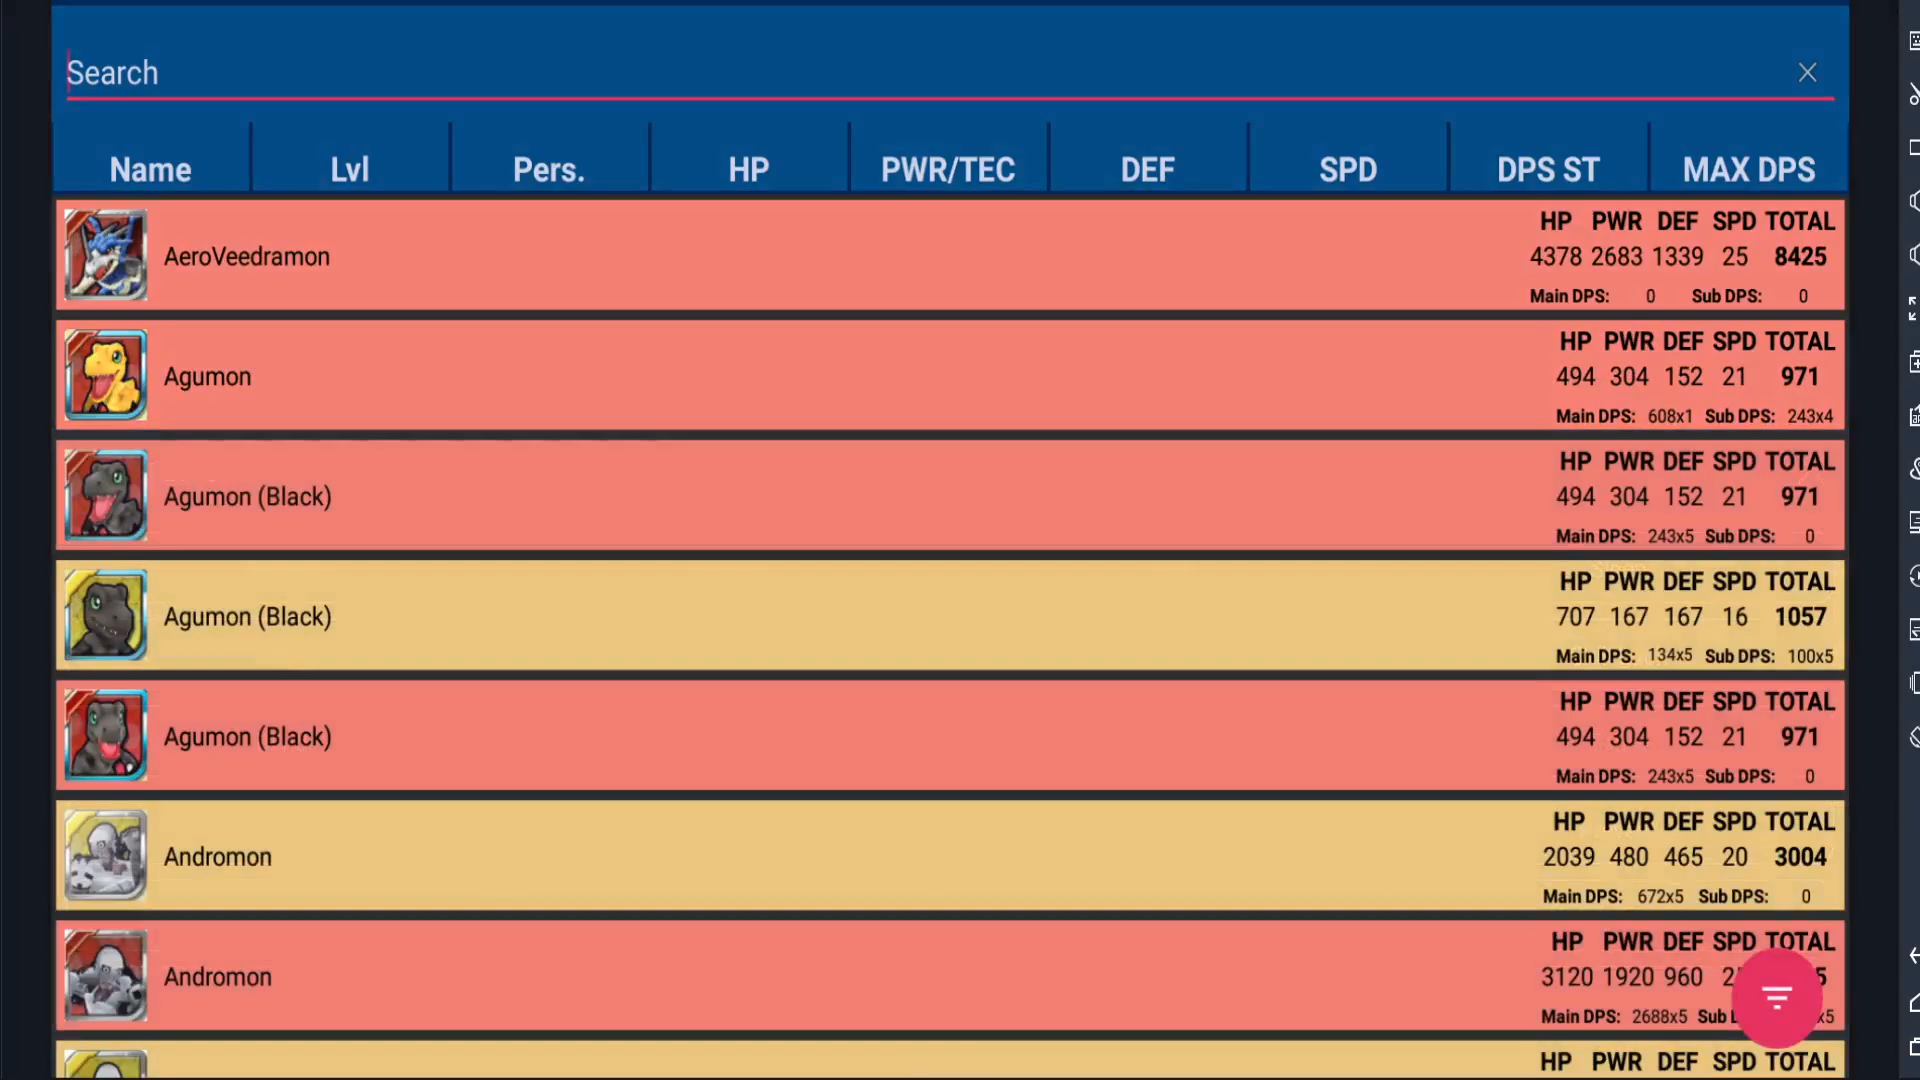 Search
Name Lvl Pers. HP PWR/TEC DEF SPD DPS ST MAX DPS
HP PWR DEF SPD TOTAL
AeroVeedramon 4378 2683 1339 25 8425
Main DPS: 0 Sub DPS: 0
HP PWR DEF SPD TOTAL
Agumon 494 304 152 21 971
Main DPS: 608x1 Sub DPS: 243x4
HP PWR DEF SPD TOTAL
Agumon (Black) 494 304 152 21 971
Main DPS: 243x5 Sub DPS: 0
HP PWR DEF SPD TOTAL
Agumon (Black) 707 167 167 16 1057
Main DPS: 134x5 Sub DPS: 100x5
HP PWR DEF SPD TOTAL
Agumon (Black) 494 304 152 21 971
Main DPS: 243x5 Sub DPS: 0
HP PWR DEF SPD TOTAL
Andromon 2039 480 465 20 3004
Main DPS: 672x5 Sub DPS: 0
HP PWR DEF SPD TOTAL
Andromon 3120 1920 960
Main DPS: 2688x5 Sub
HP PWR DEF SPD TOTAL